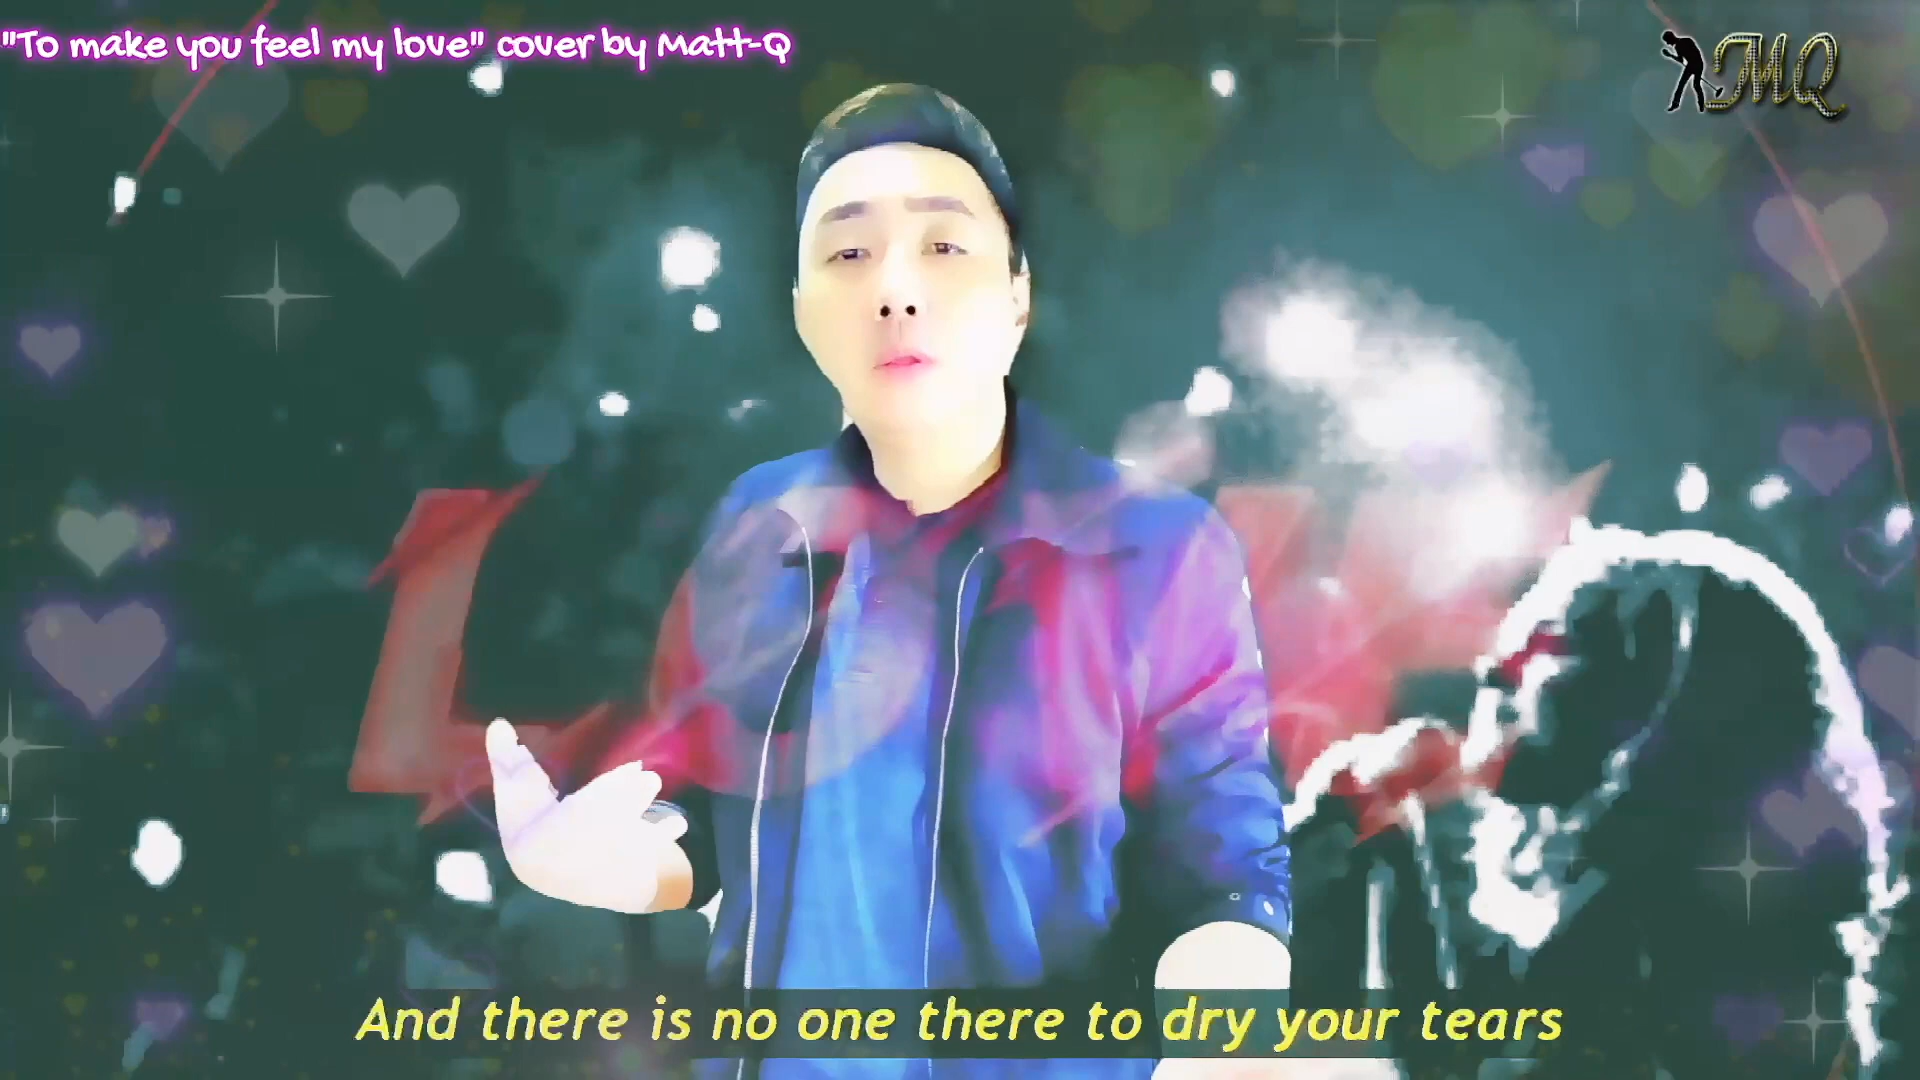 "To make you feel my love" cover by Matt-Q
MQ
And there is no one there to dry your tears